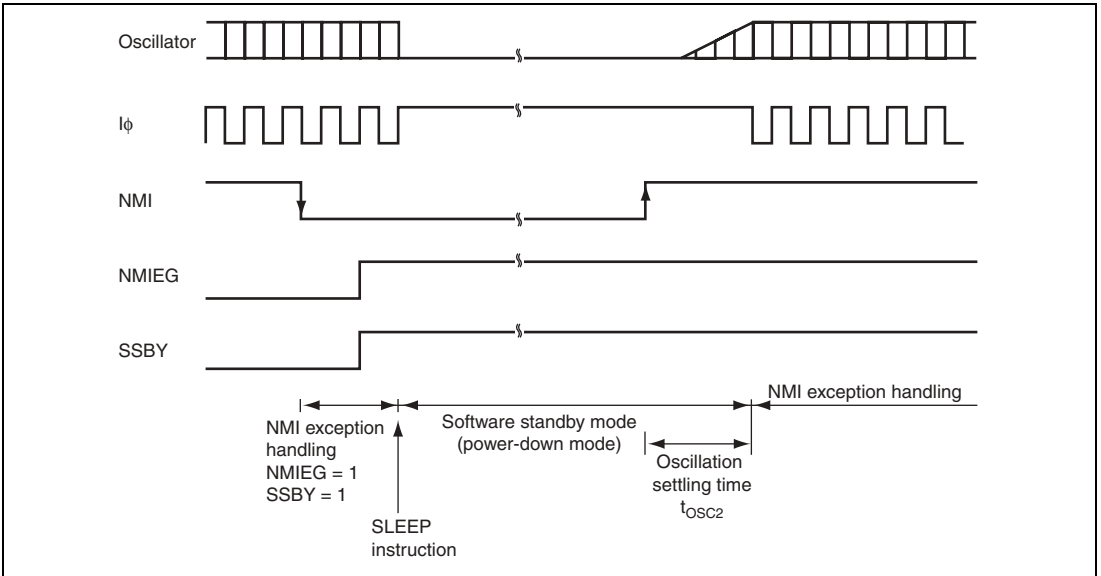 Oscillator
Iϕ
NMI
NMIEG
SSBY
NMI exception
handling
NMIEG = 1
SSBY = 1
SLEEP
instruction
Software standby mode
(power-down mode)
Oscillation
settling time
tOSC2
NMI exception handling